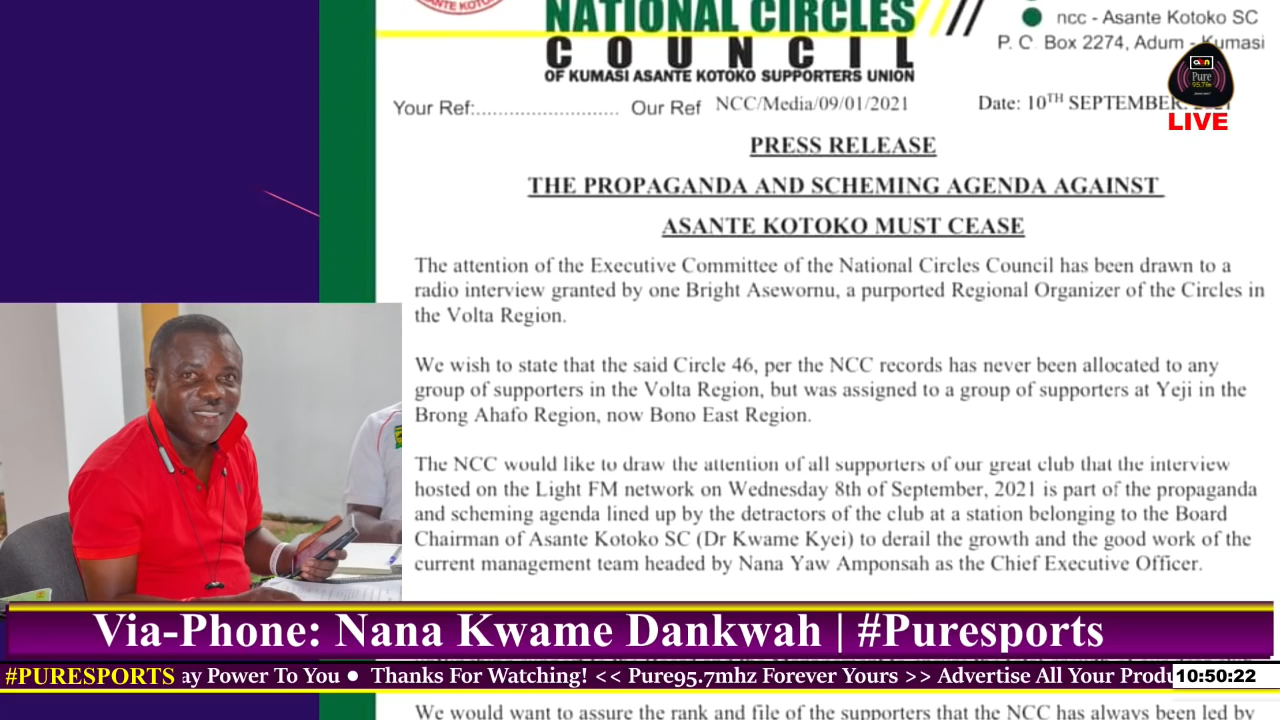 ASANTE KOTOKO
NATIONAL CIRCLES
COUNCIL
OF KUMASI ASANTE KOTOKO SUPPORTERS UNION
ncc - Asante Kotoko SC
P. O. Box 2274, Adum - Kumasi
Your Ref:.......................... Our Ref NCC/Media/09/01/2021
Date: 10TH SEPTEMBER, 2021
Pure
95.7fm
LIVE
PRESS RELEASE
THE PROPAGANDA AND SCHEMING AGENDA AGAINST
ASANTE KOTOKO MUST CEASE
The attention of the Executive Committee of the National Circles Council has been drawn to a
radio interview granted by one Bright Asewornu, a purported Regional Organizer of the Circles in
the Volta Region.
We wish to state that the said Circle 46, per the NCC records has never been allocated to any
group of supporters in the Volta Region, but was assigned to a group of supporters at Yeji in the
Brong Ahafo Region, now Bono East Region.
The NCC would like to draw the attention of all supporters of our great club that the interview
hosted on the Light FM network on Wednesday 8th of September, 2021 is part of the propaganda
and scheming agenda lined up by the detractors of the club at a station belonging to the Board
Chairman of Asante Kotoko SC (Dr Kwame Kyei) to derail the growth and the good work of the
current management team headed by Nana Yaw Amponsah as the Chief Executive Officer.
Via-Phone: Nana Kwame Dankwah | #Puresports
#PURESPORTS ay Power To You ● Thanks For Watching! << Pure95.7mhz Forever Yours >> Advertise All Your Produ
10:50:22
We would want to assure the rank and file of the supporters that the NCC has always been led by